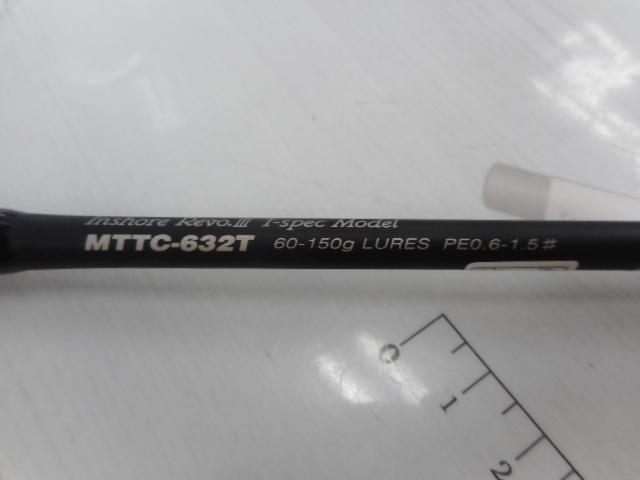 Inshore Revo.III T-spec Model
MTTC-632T 60-150g LURES PE0.6-1.5#
0
1
2